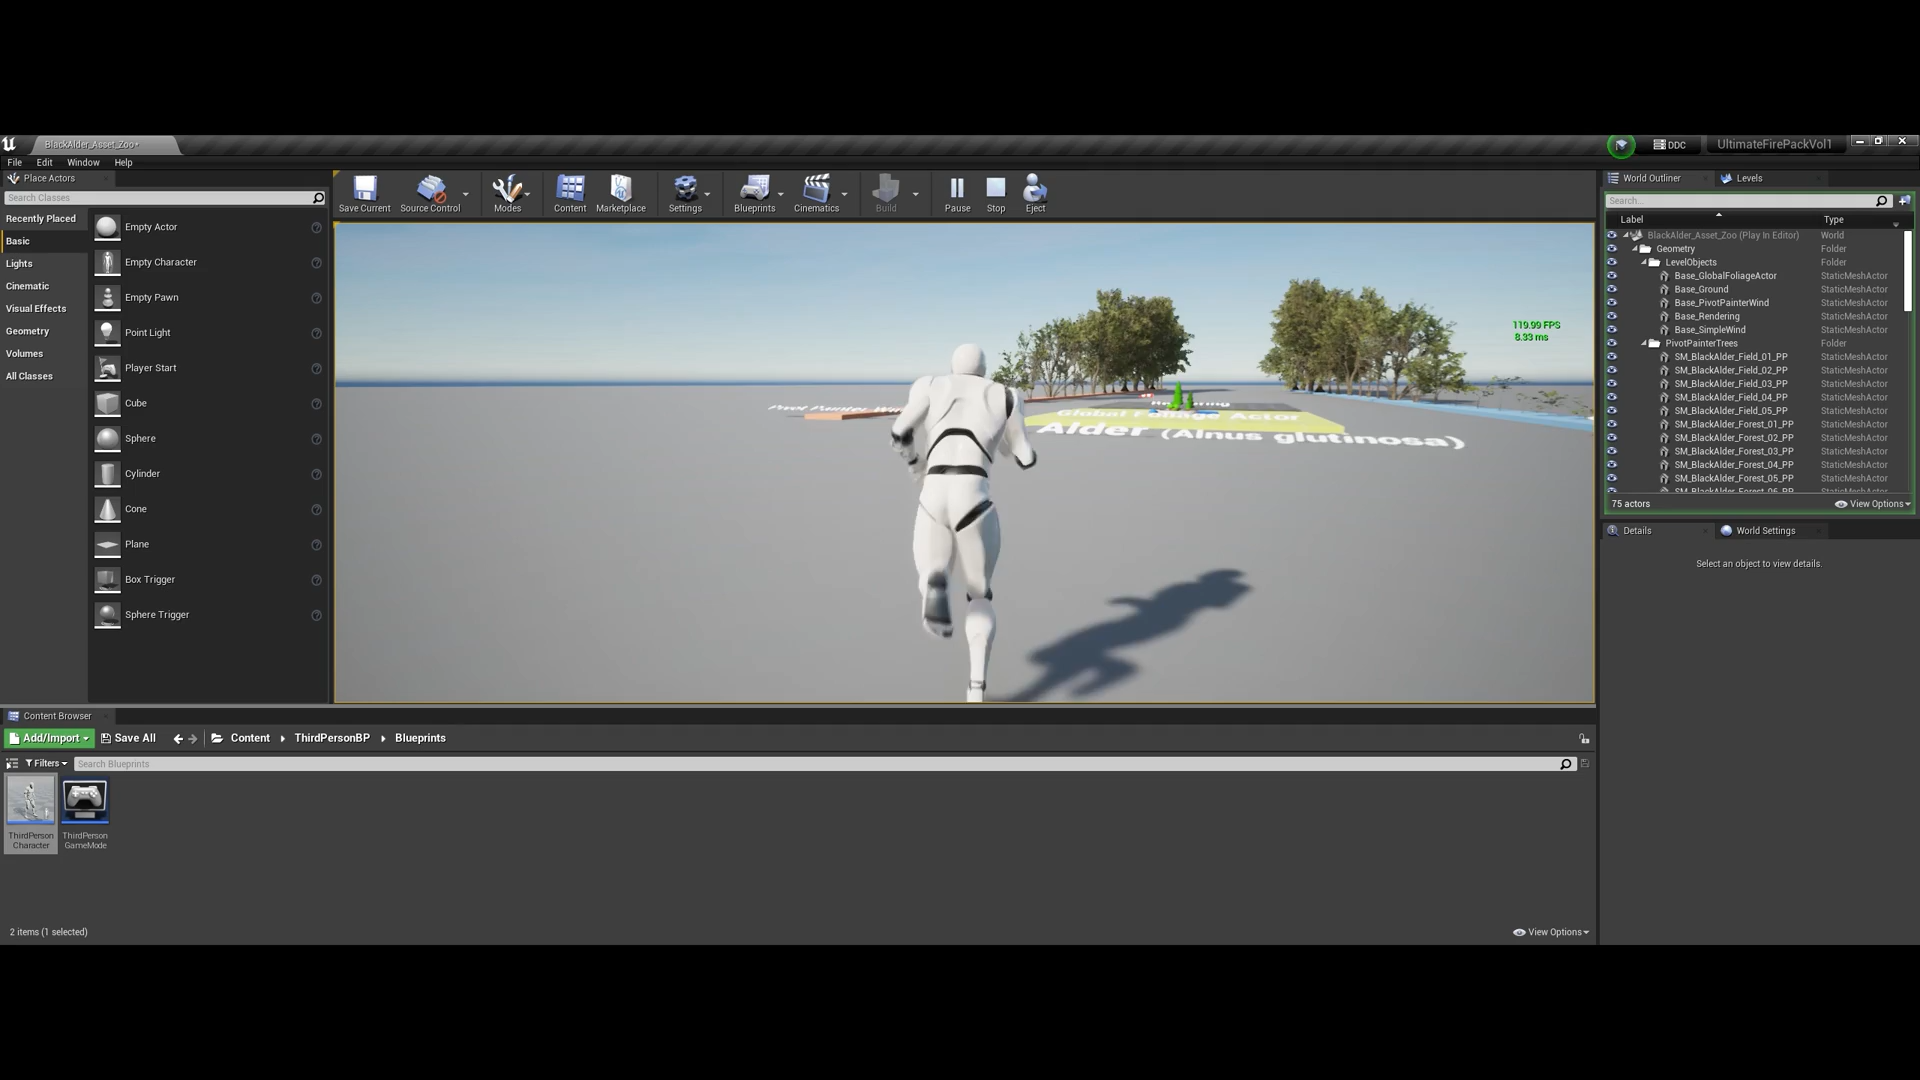 BlackAlder_Asset_Zoo*
DDC
UltimateFirePackVol1
File Edit Window Help
Place Actors
Search Classes
Recently Placed
Basic
Lights
Cinematic
Visual Effects
Geometry
Volumes
All Classes
Empty Actor
Empty Character
Empty Pawn
Point Light
Player Start
Cube
Sphere
Cylinder
Cone
Plane
Box Trigger
Sphere Trigger
Save Current
Source Control
Modes
Content
Marketplace
Settings
Blueprints
Cinematics
Build
Pause
Stop
Eject
119.99 FPS
8.33 ms
Pivot Painter
Global Foliage Actor
Alder (Alnus glutinosa)
World Outliner
Levels
Search...
Label Type
BlackAlder_Asset_Zoo (Play In Editor) World
Geometry Folder
LevelObjects Folder
Base_GlobalFoliageActor StaticMeshActor
Base_Ground StaticMeshActor
Base_PivotPainterWind StaticMeshActor
Base_Rendering StaticMeshActor
Base_SimpleWind StaticMeshActor
PivotPainterTrees Folder
SM_BlackAlder_Field_01_PP StaticMeshActor
SM_BlackAlder_Field_02_PP StaticMeshActor
SM_BlackAlder_Field_03_PP StaticMeshActor
SM_BlackAlder_Field_04_PP StaticMeshActor
SM_BlackAlder_Field_05_PP StaticMeshActor
SM_BlackAlder_Forest_01_PP StaticMeshActor
SM_BlackAlder_Forest_02_PP StaticMeshActor
SM_BlackAlder_Forest_03_PP StaticMeshActor
SM_BlackAlder_Forest_04_PP StaticMeshActor
SM_BlackAlder_Forest_05_PP StaticMeshActor
SM_BlackAlder_Forest_06_PP StaticMeshActor
75 actors
View Options
Details
World Settings
Select an object to view details.
Content Browser
Add/Import
Save All
Content
ThirdPersonBP
Blueprints
Filters
Search Blueprints
ThirdPerson
Character
ThirdPerson
GameMode
2 items (1 selected)
View Options